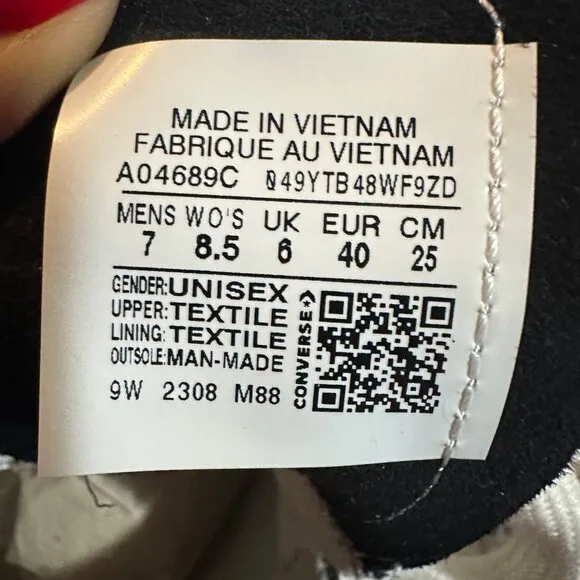 MADE IN VIETNAM
FABRIQUE AU VIETNAM
A04689C 049YTB48WF9ZD
MENS WO'S UK EUR CM
7 8.5 6 40 25
GENDER:UNISEX
UPPER:TEXTILE
LINING:TEXTILE
OUTSOLE:MAN-MADE
9W 2308 M88
CONVERSE